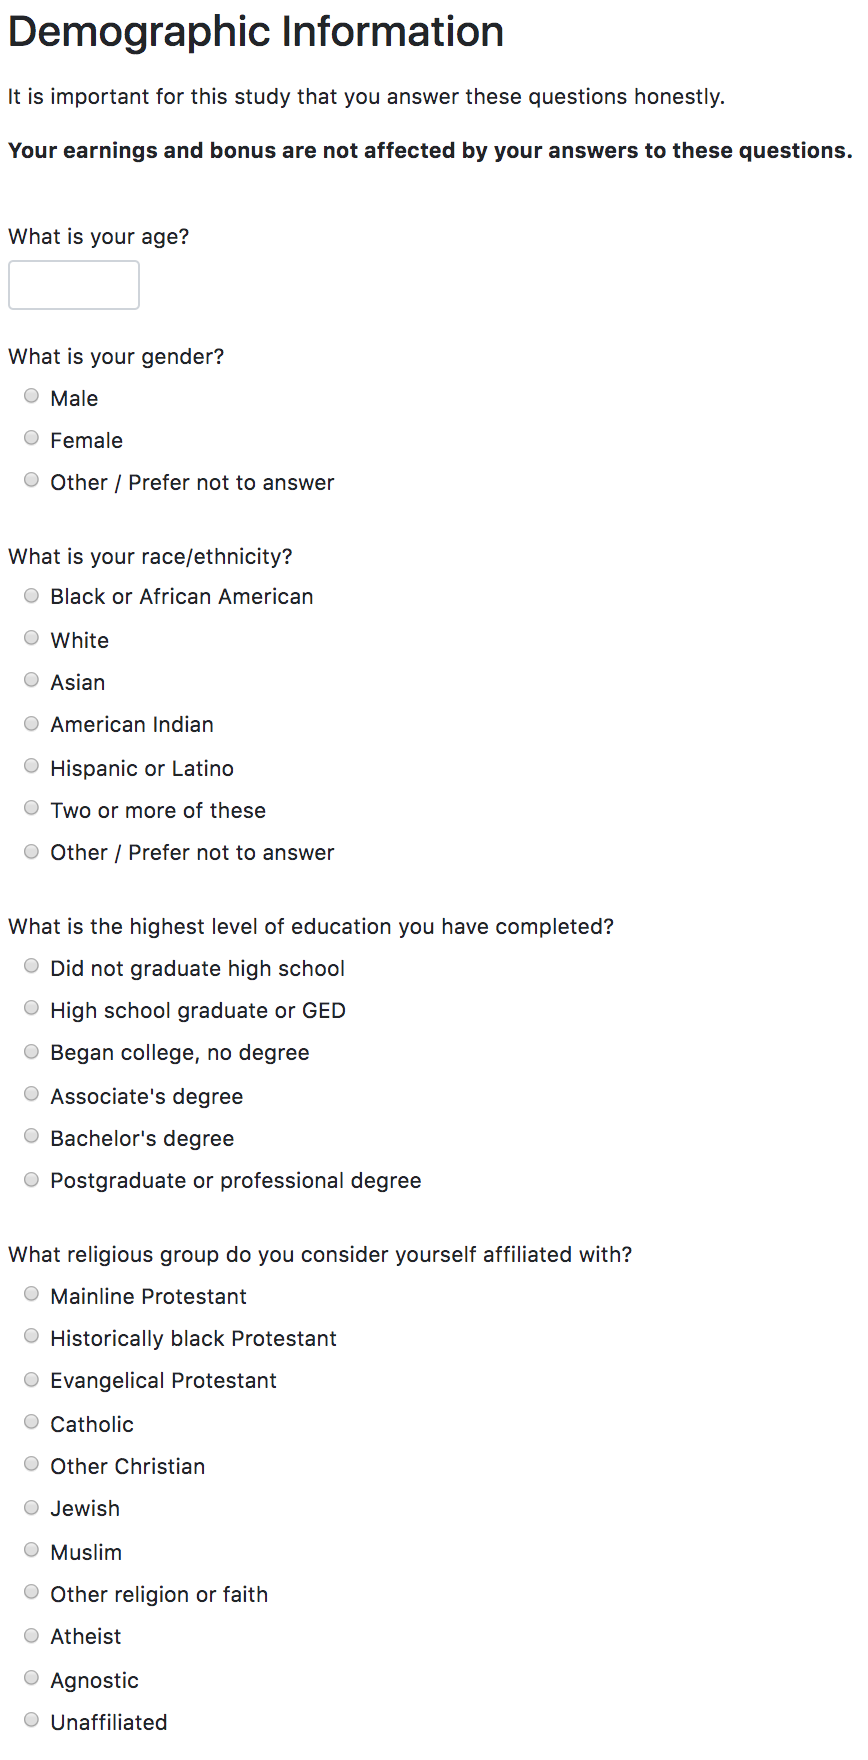 Demographic Information
It is important for this study that you answer these questions honestly.
Your earnings and bonus are not affected by your answers to these questions.
What is your age?
What is your gender?
Male
Female
Other / Prefer not to answer
What is your race/ethnicity?
Black or African American
White
Asian
American Indian
Hispanic or Latino
Two or more of these
Other / Prefer not to answer
What is the highest level of education you have completed?
Did not graduate high school
High school graduate or GED
Began college, no degree
Associate's degree
Bachelor's degree
Postgraduate or professional degree
What religious group do you consider yourself affiliated with?
Mainline Protestant
Historically black Protestant
Evangelical Protestant
Catholic
Other Christian
Jewish
Muslim
Other religion or faith
Atheist
Agnostic
Unaffiliated